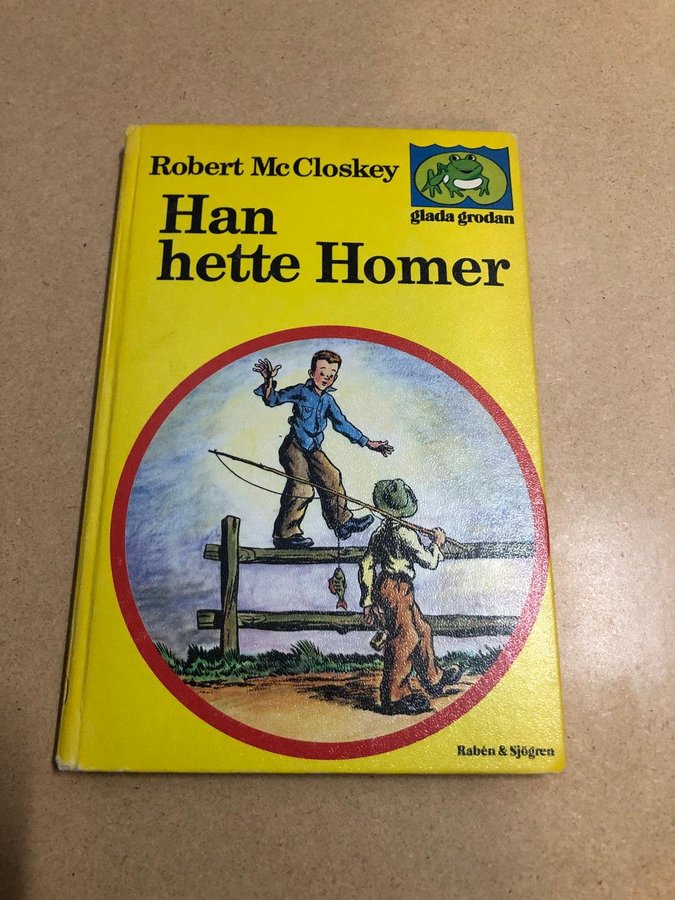 Robert McCloskey
glada grodan
Han
hette Homer
Rabén & Sjögren